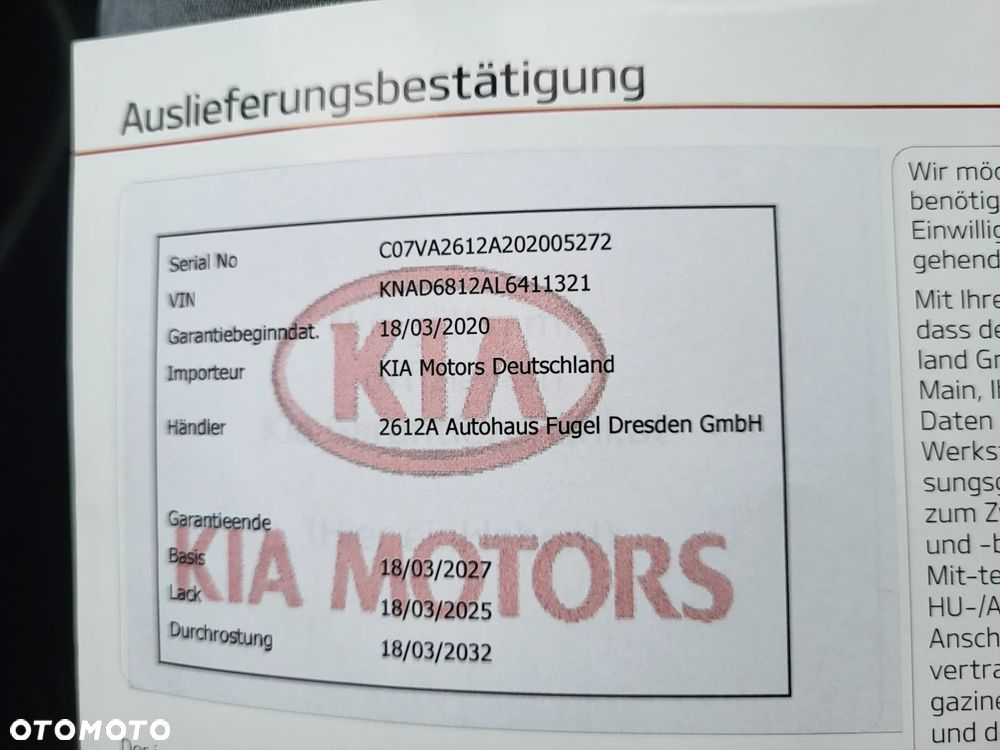 Auslieferungsbestätigung
Serial No C07VA2612A202005272
VIN KNAD6812AL6411321
Garantiebeginndat. 18/03/2020
Importeur KIA Motors Deutschland
KIA
Händler 2612A Autohaus Fugel Dresden GmbH
Garantieende
KIA MOTORS
Basis 18/03/2027
Lack 18/03/2025
Durchrostung 18/03/2032
Wir
benötig
Einwillig
gehend
Mit Ihre
dass de
land Gr
Main, I
Daten
Werkst
sungsg
zum Z
und -b
Mit-te
HU-/A
Ansch
vertra
gazine
und d
OTOMOTO